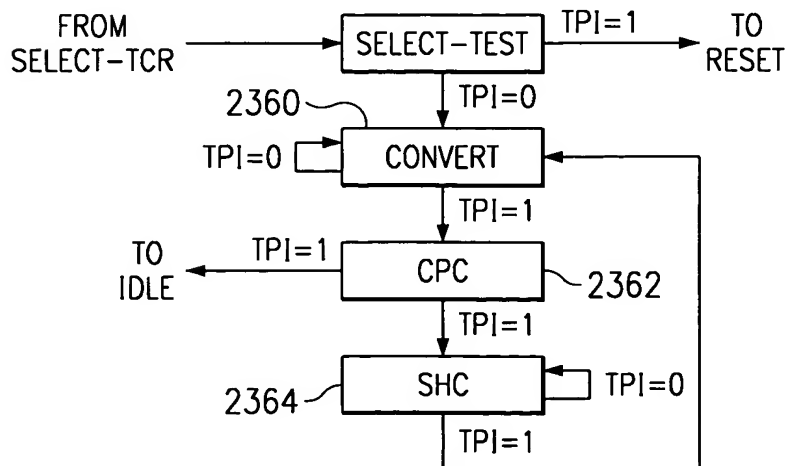 FROM
SELECT-TCR
SELECT-TEST
TPI=1
TO
RESET
TPI=0
2360
TPI=0
CONVERT
TPI=1
TO
IDLE
TPI=1
CPC
2362
TPI=1
2364
SHC
TPI=0
TPI=1